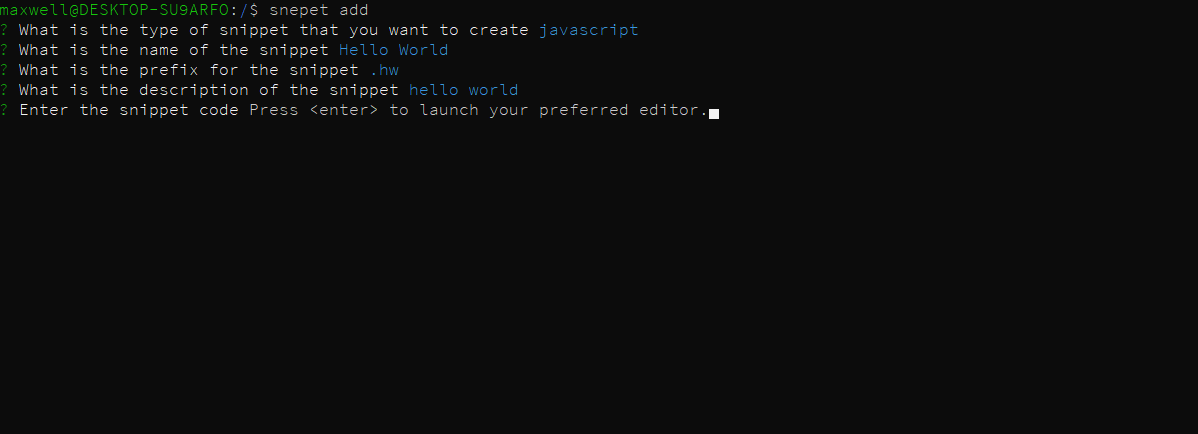 maxwell@DESKTOP-SU9ARFO:/$ snepet add
? What is the type of snippet that you want to create javascript
? What is the name of the snippet Hello World
? What is the prefix for the snippet .hw
? What is the description of the snippet hello world
? Enter the snippet code Press <enter> to launch your preferred editor.